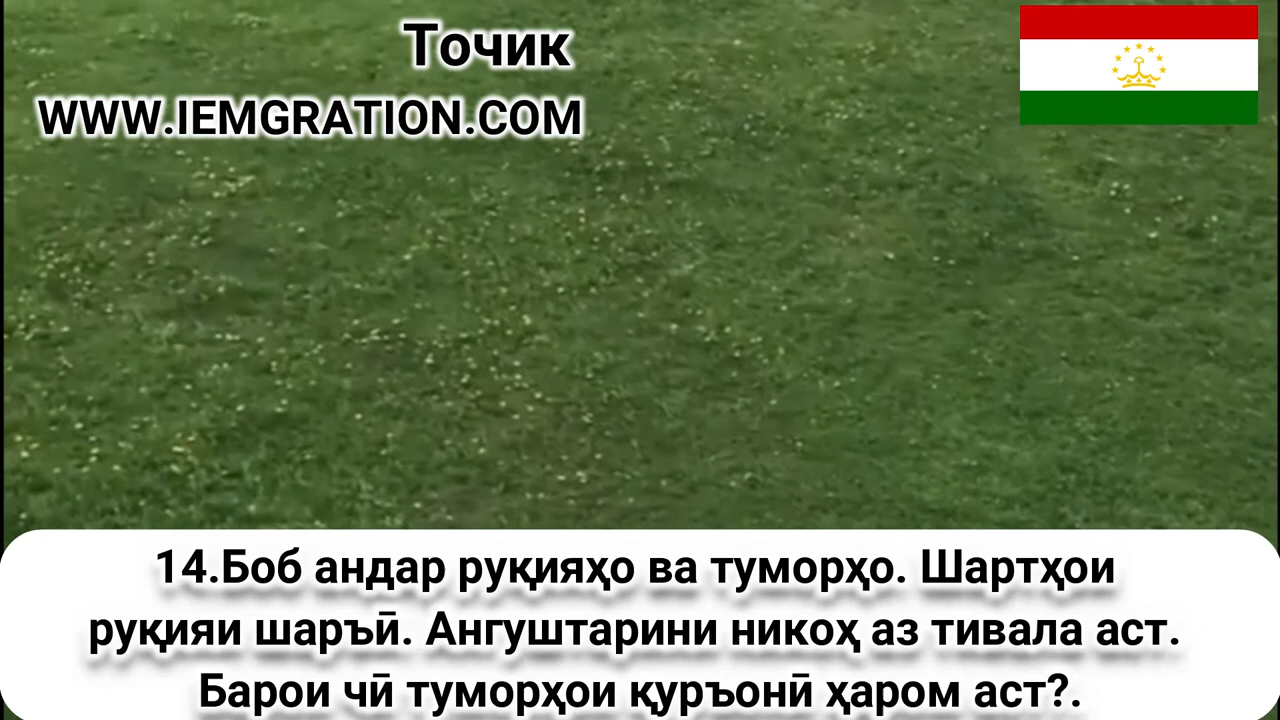 Точик
WWW.IEMGRATION.COM
14.Боб андар руқияҳо ва туморҳо. Шартҳои
руқияи шаръӣ. Ангуштарини никоҳ аз тивала аст.
Барои чӣ туморҳои қуръонӣ ҳаром аст?.